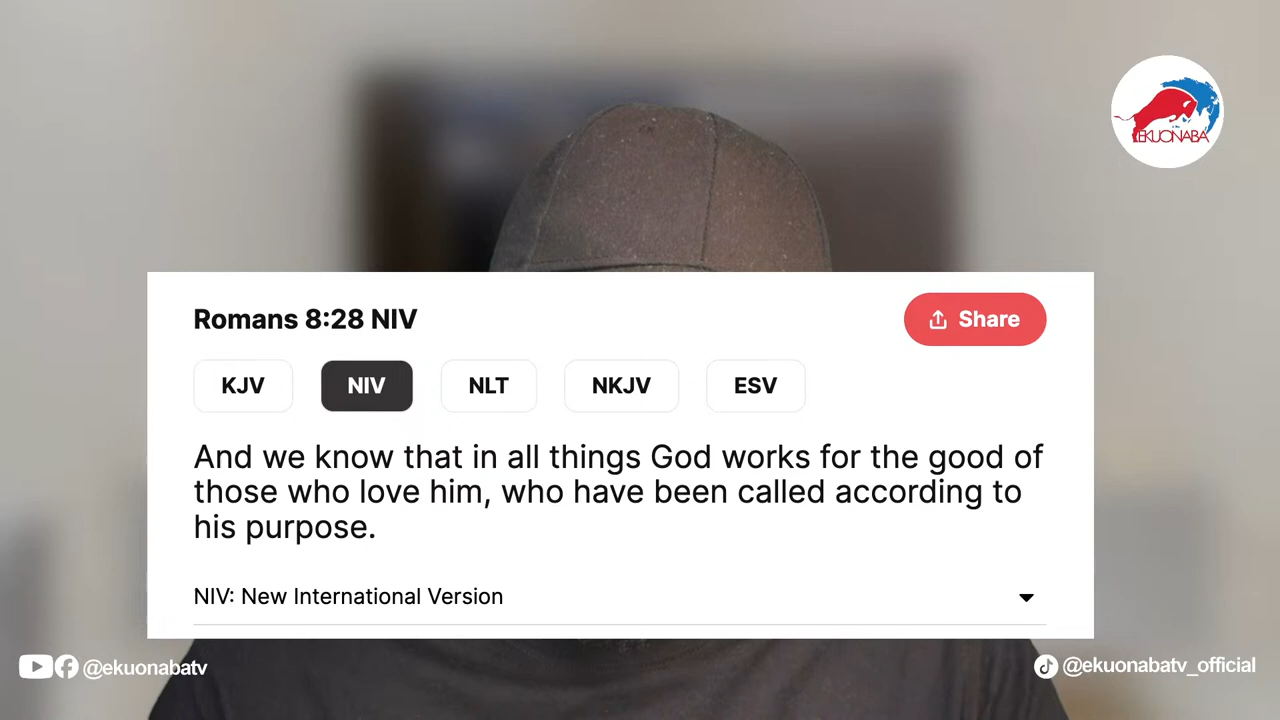 EKUONABA
Romans 8:28 NIV
Share
KJV
NIV
NLT
NKJV
ESV
And we know that in all things God works for the good of
those who love him, who have been called according to
his purpose.
NIV: New International Version
@ekuonabatv
@ekuonabatv_official